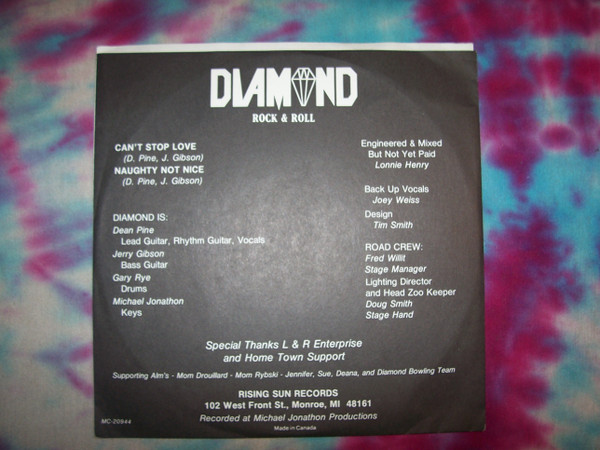 DIAMOND
ROCK & ROLL
CAN'T STOP LOVE
(D. Pine, J. Gibson)
NAUGHTY NOT NICE
(D. Pine, J. Gibson)
DIAMOND IS:
Dean Pine
Lead Guitar, Rhythm Guitar, Vocals
Jerry Gibson
Bass Guitar
Gary Rye
Drums
Michael Jonathon
Keys
Engineered & Mixed
But Not Yet Paid
Lonnie Henry
Back Up Vocals
Joey Weiss
Design
Tim Smith
ROAD CREW:
Fred Willit
Stage Manager
Lighting Director
and Head Zoo Keeper
Doug Smith
Stage Hand
Special Thanks L & R Enterprise
and Home Town Support
Supporting Atm's - Mom Drouillard - Mom Rybski - Jennifer, Sue, Deana, and Diamond Bowling Team
RISING SUN RECORDS
102 West Front St., Monroe, MI 48161
Recorded at Michael Jonathon Productions
MC-20944
Made in Canada